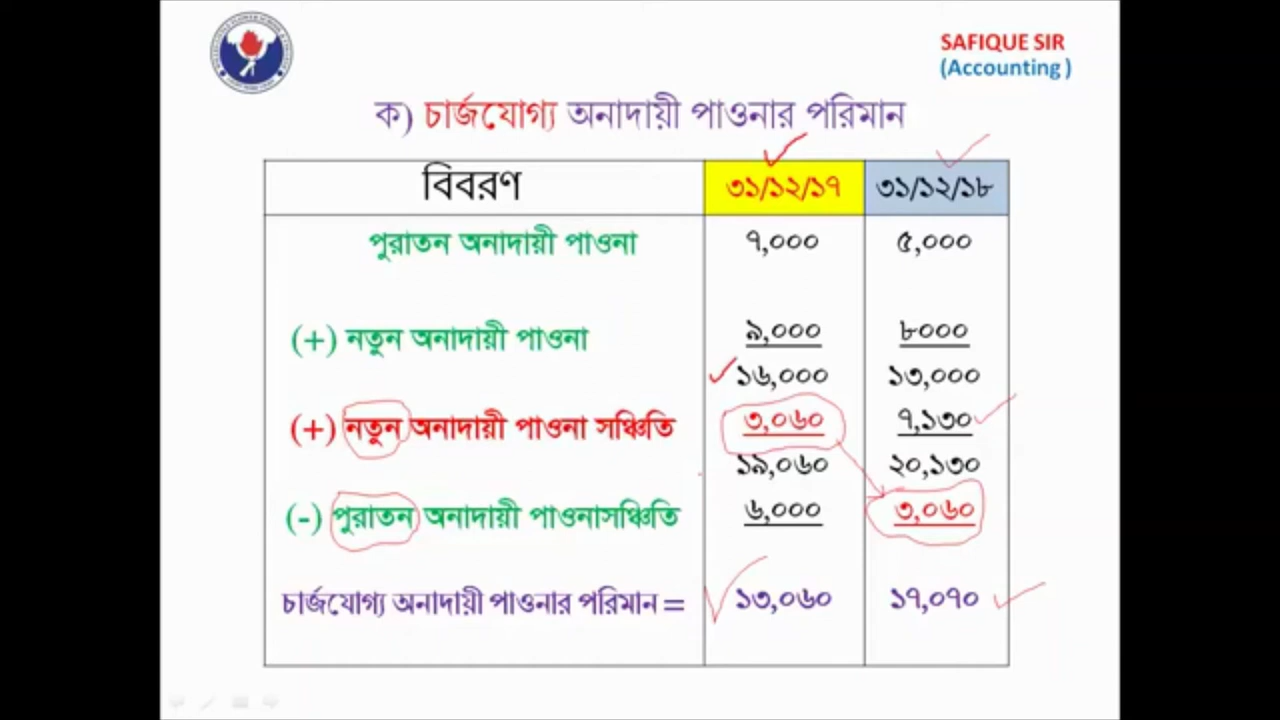 SAFIQUE SIR
(Accounting )
ক) চার্জযোগ্য অনাদায়ী পাওনার পরিমান
বিবরণ ৩১/১২/১৭ ৩১/১২/১৮
পুরাতন অনাদায়ী পাওনা ৭,০০০ ৫,০০০
(+) নতুন অনাদায়ী পাওনা ৯,০০০ ৮০০০
১৬,০০০ ১৩,০০০
(+) নতুন অনাদায়ী পাওনা সঞ্চিতি ৩,০৬০ ৭,১৩০
১৯,০৬০ ২০,১৩০
(-) পুরাতন অনাদায়ী পাওনাসঞ্চিতি ৬,০০০ ৩,০৬০
চার্জযোগ্য অনাদায়ী পাওনার পরিমান = ১৩,০৬০ ১৭,০৭০